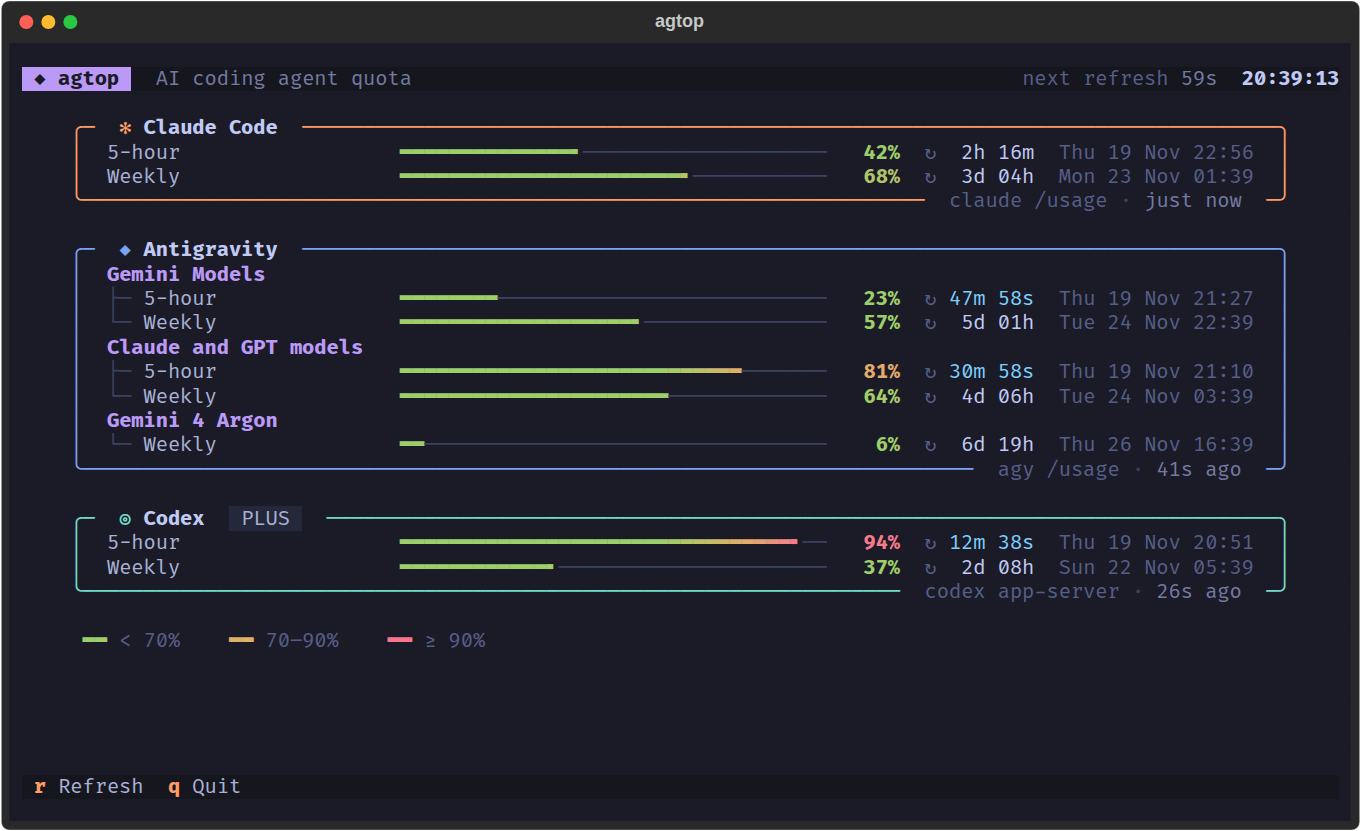 agtop
◆ agtop AI coding agent quota next refresh 59s 20:39:13
✻ Claude Code
5-hour 42% ↻ 2h 16m Thu 19 Nov 22:56
Weekly 68% ↻ 3d 04h Mon 23 Nov 01:39
claude /usage · just now
◆ Antigravity
Gemini Models
5-hour 23% ↻ 47m 58s Thu 19 Nov 21:27
Weekly 57% ↻ 5d 01h Tue 24 Nov 22:39
Claude and GPT models
5-hour 81% ↻ 30m 58s Thu 19 Nov 21:10
Weekly 64% ↻ 4d 06h Tue 24 Nov 03:39
Gemini 4 Argon
Weekly 6% ↻ 6d 19h Thu 26 Nov 16:39
agy /usage · 41s ago
◎ Codex PLUS
5-hour 94% ↻ 12m 38s Thu 19 Nov 20:51
Weekly 37% ↻ 2d 08h Sun 22 Nov 05:39
codex app-server · 26s ago
< 70% 70–90% ≥ 90%
r Refresh q Quit